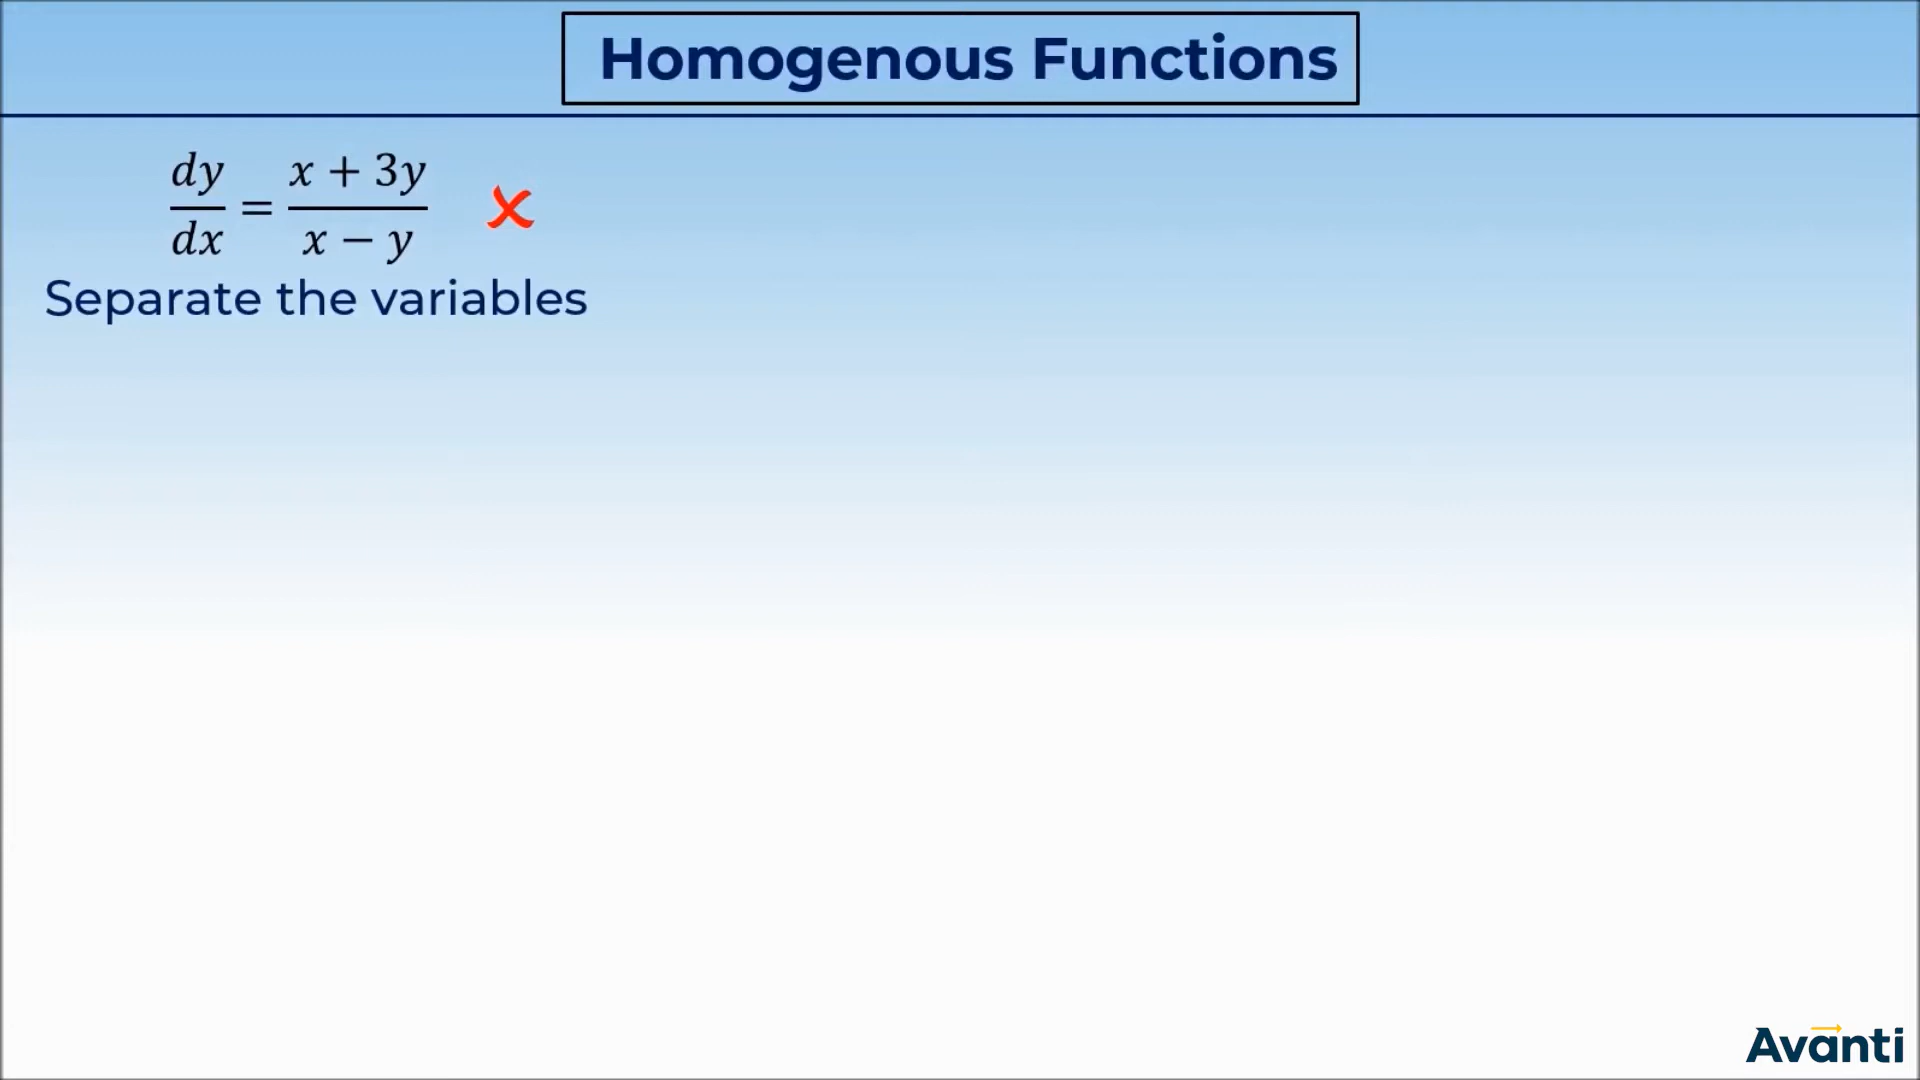 Homogenous Functions
dy/dx = (x + 3y)/(x − y) ✗
Separate the variables
Avanti